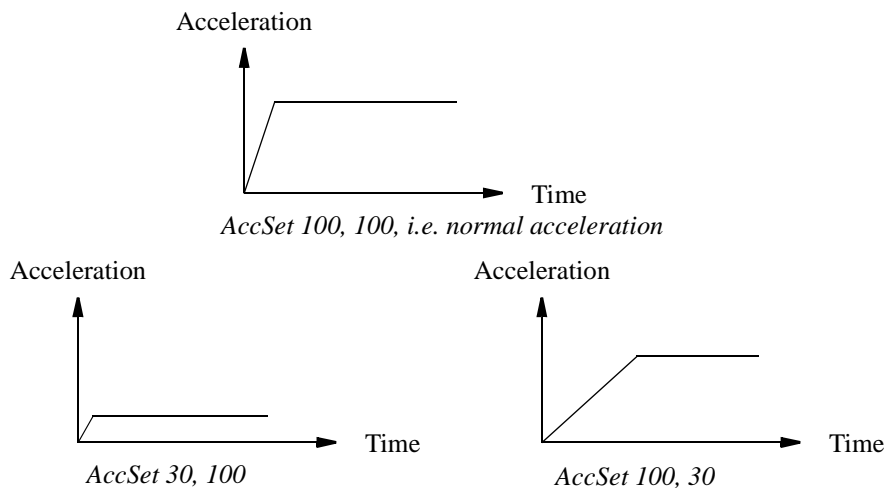 Acceleration
Time
AccSet 100, 100, i.e. normal acceleration
Acceleration
Time
AccSet 30, 100
Acceleration
Time
AccSet 100, 30